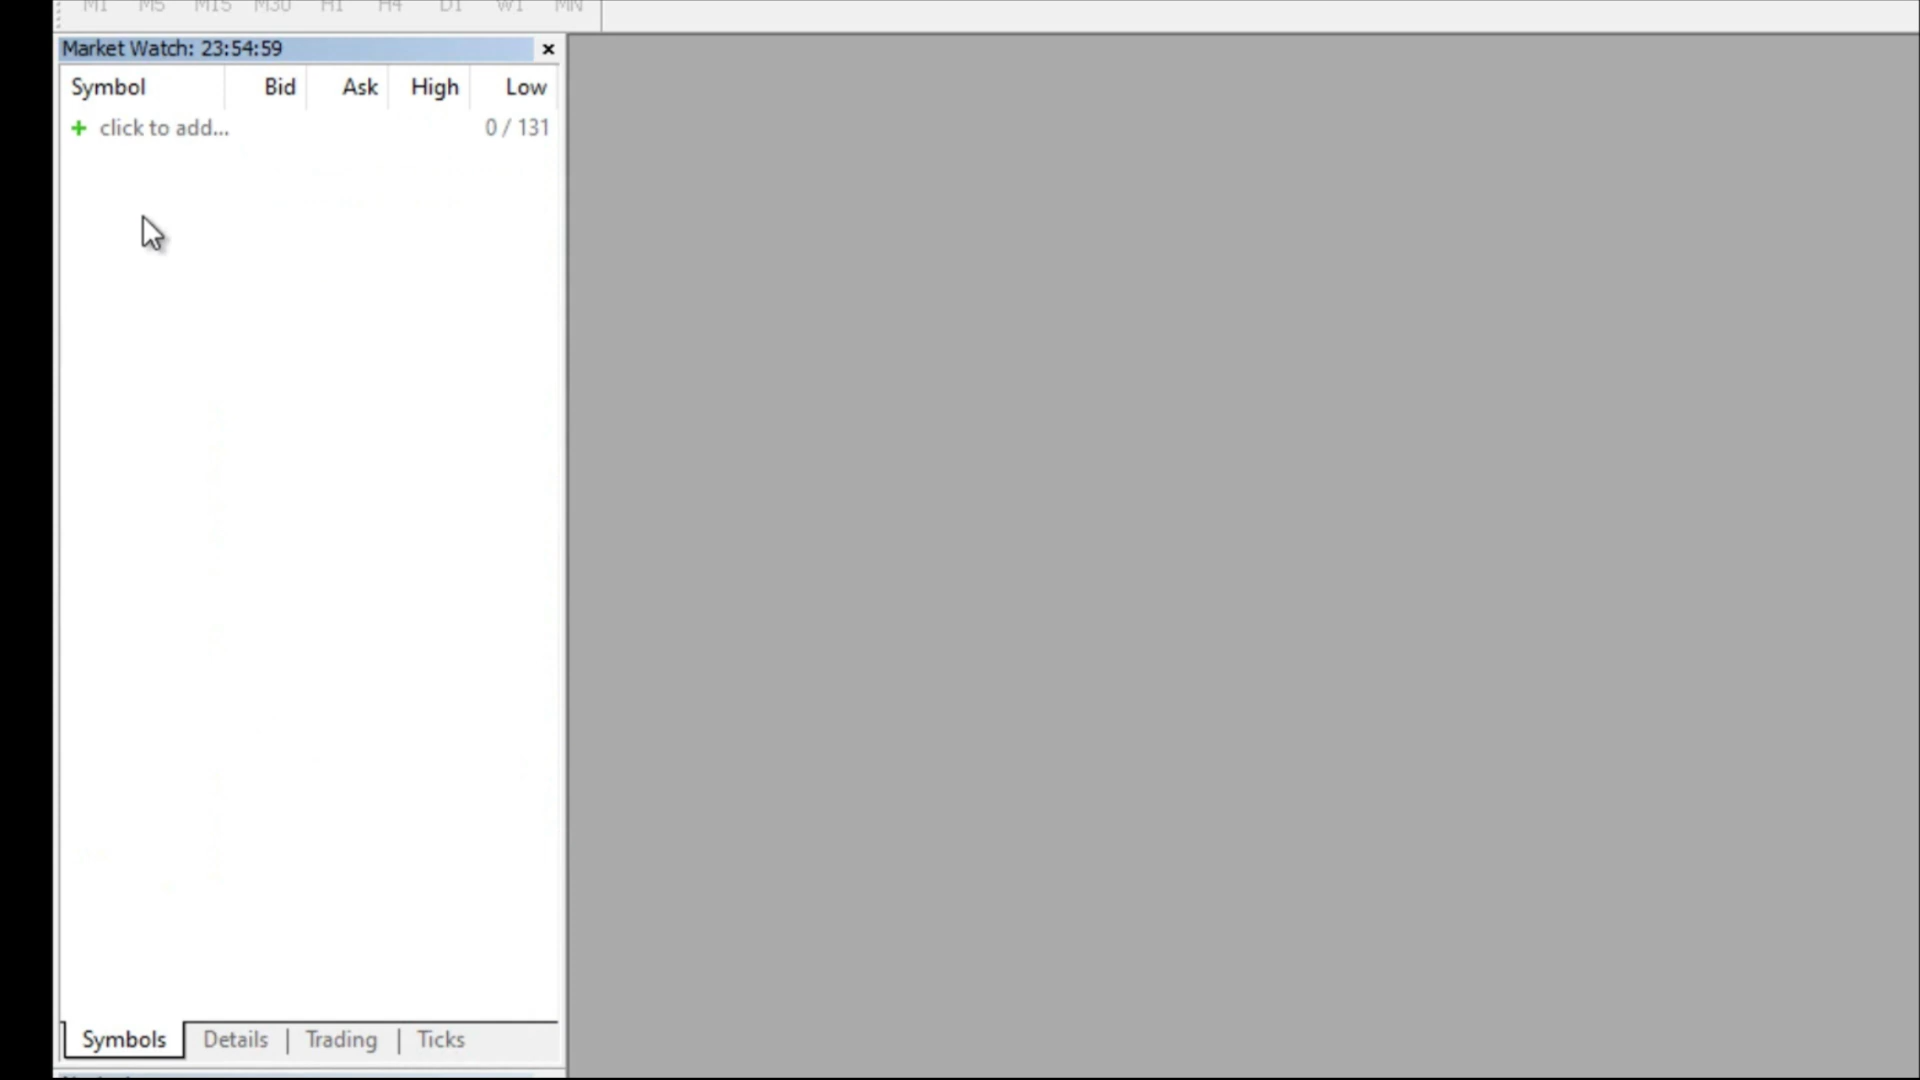 M1 M5 M15 M30 H1 H4 D1 W1 MN
Market Watch: 23:54:59
Symbol Bid Ask High Low
click to add... 0 / 131
Symbols Details Trading Ticks